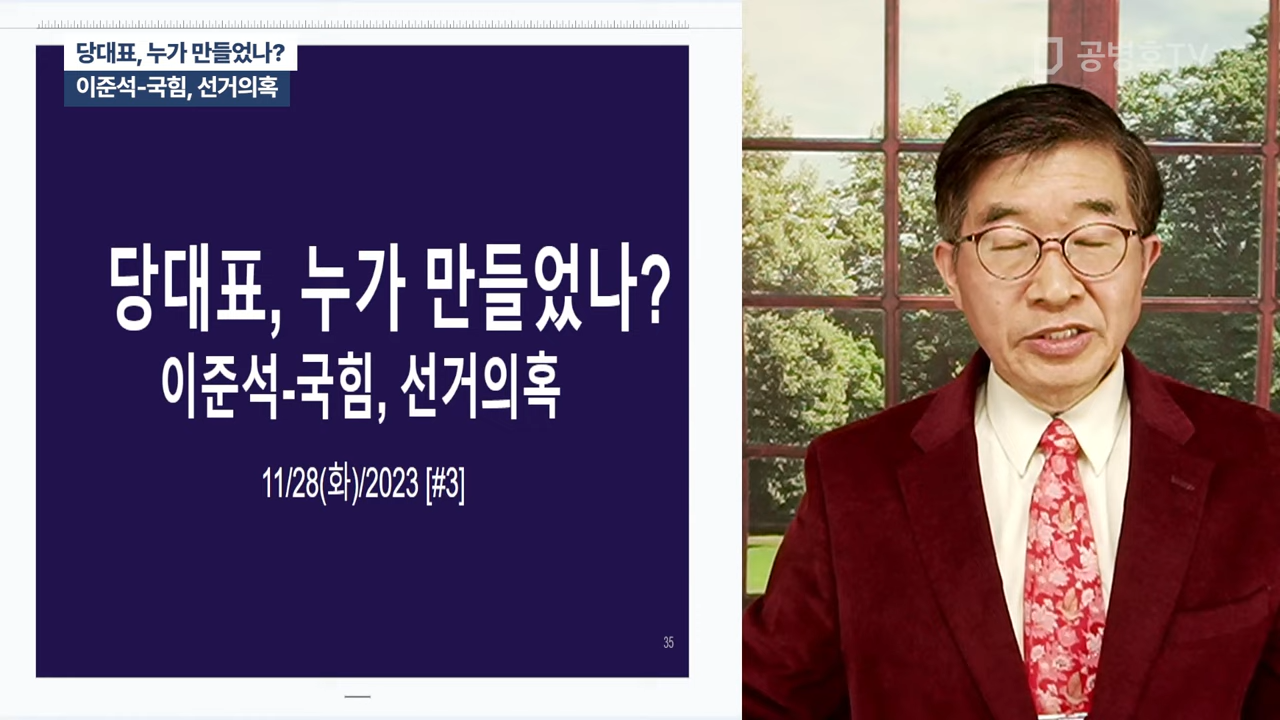 당대표, 누가 만들었나?
이준석-국힘, 선거의혹
공병호TV
당대표, 누가 만들었나?
이준석-국힘, 선거의혹
11/28(화)/2023 [#3]
35